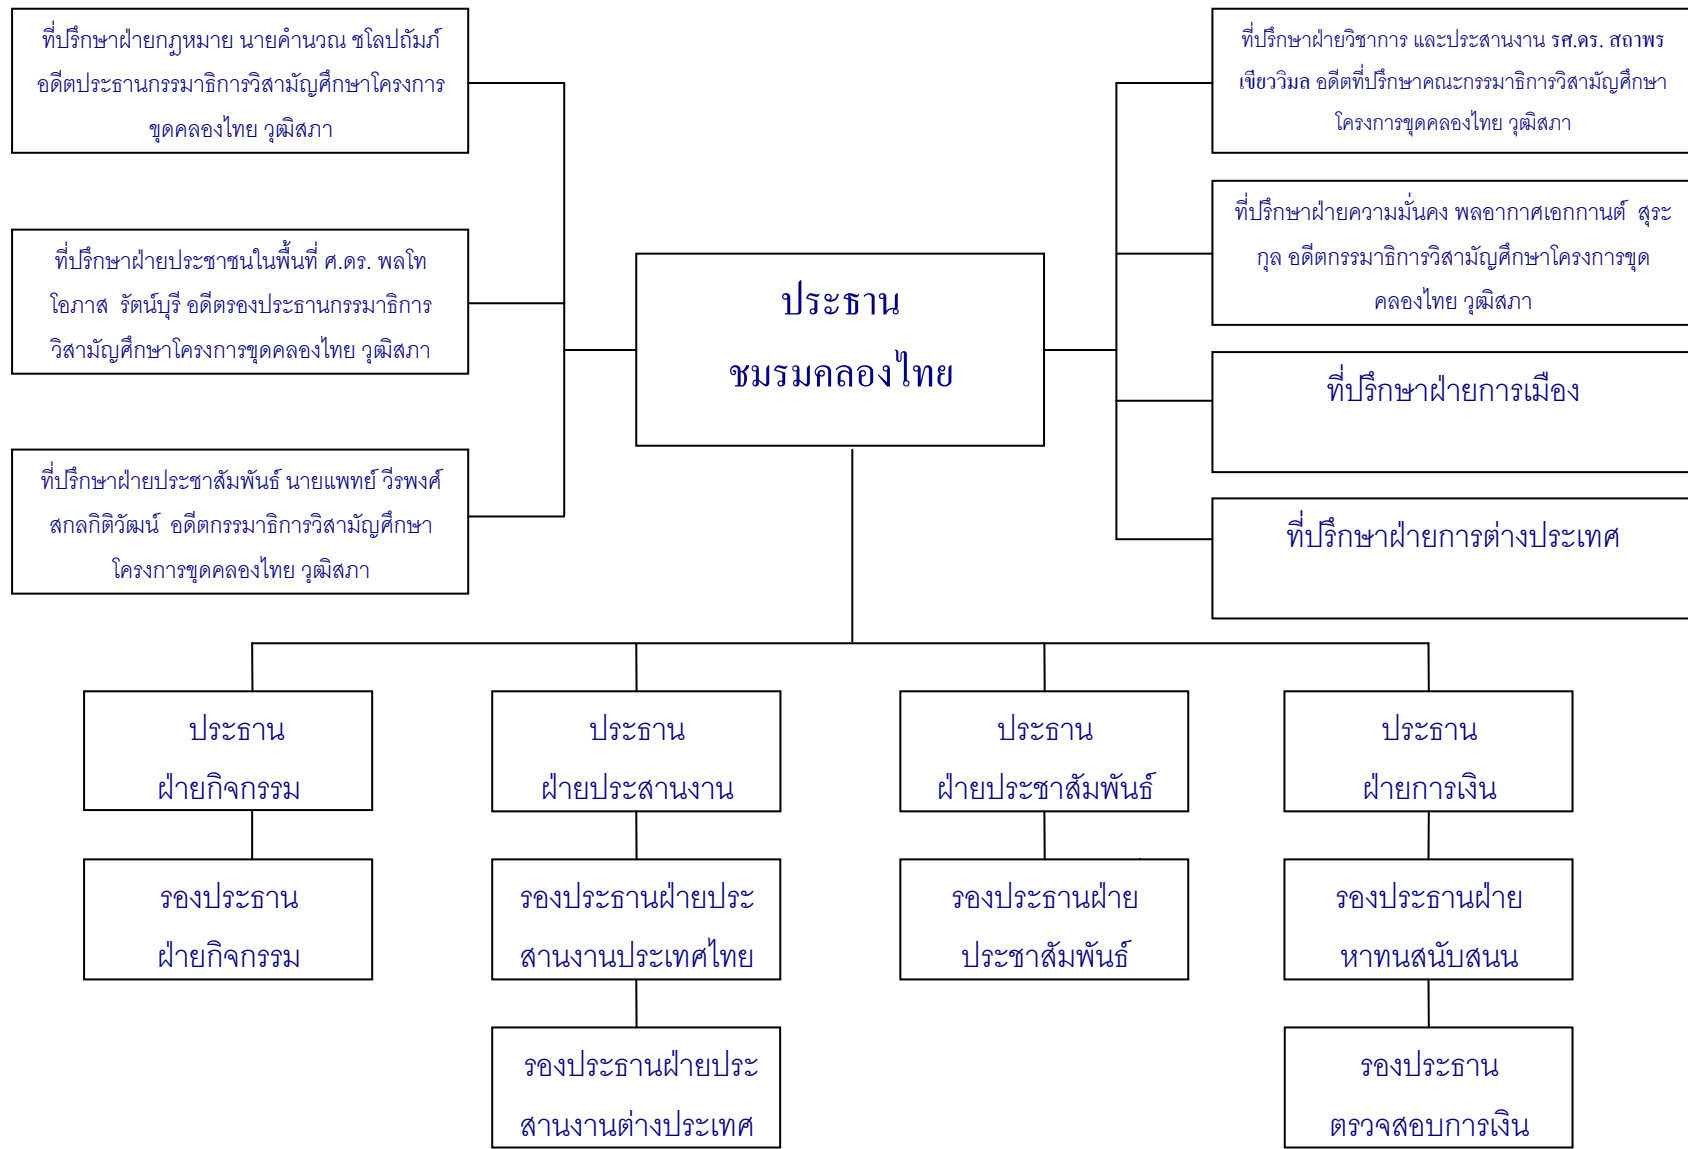 ที่ปรึกษาฝ่ายกฎหมาย นายคำนวณ ชโลปถัมภ์
อดีตประธานกรรมาธิการวิสามัญศึกษาโครงการ
ขุดคลองไทย วุฒิสภา
ที่ปรึกษาฝ่ายประชาชนในพื้นที่ ศ.ดร. พลโท
โอภาส รัตน์บุรี อดีตรองประธานกรรมาธิการ
วิสามัญศึกษาโครงการขุดคลองไทย วุฒิสภา
ที่ปรึกษาฝ่ายประชาสัมพันธ์ นายแพทย์ วีรพงศ์
สกลกิติวัฒน์ อดีตกรรมาธิการวิสามัญศึกษา
โครงการขุดคลองไทย วุฒิสภา
ประธาน
ชมรมคลองไทย
ที่ปรึกษาฝ่ายวิชาการ และประสานงาน รศ.ดร. สถาพร
เขียววิมล อดีตที่ปรึกษาคณะกรรมาธิการวิสามัญศึกษา
โครงการขุดคลองไทย วุฒิสภา
ที่ปรึกษาฝ่ายความมั่นคง พลอากาศเอกกานต์ สุระ
กุล อดีตกรรมาธิการวิสามัญศึกษาโครงการขุด
คลองไทย วุฒิสภา
ที่ปรึกษาฝ่ายการเมือง
ที่ปรึกษาฝ่ายการต่างประเทศ
ประธาน
ฝ่ายกิจกรรม
ประธาน
ฝ่ายประสานงาน
ประธาน
ฝ่ายประชาสัมพันธ์
ประธาน
ฝ่ายการเงิน
รองประธาน
ฝ่ายกิจกรรม
รองประธานฝ่ายประ
สานงานประเทศไทย
รองประธานฝ่าย
ประชาสัมพันธ์
รองประธานฝ่าย
หาทนสนับสนน
รองประธานฝ่ายประ
สานงานต่างประเทศ
รองประธาน
ตรวจสอบการเงิน